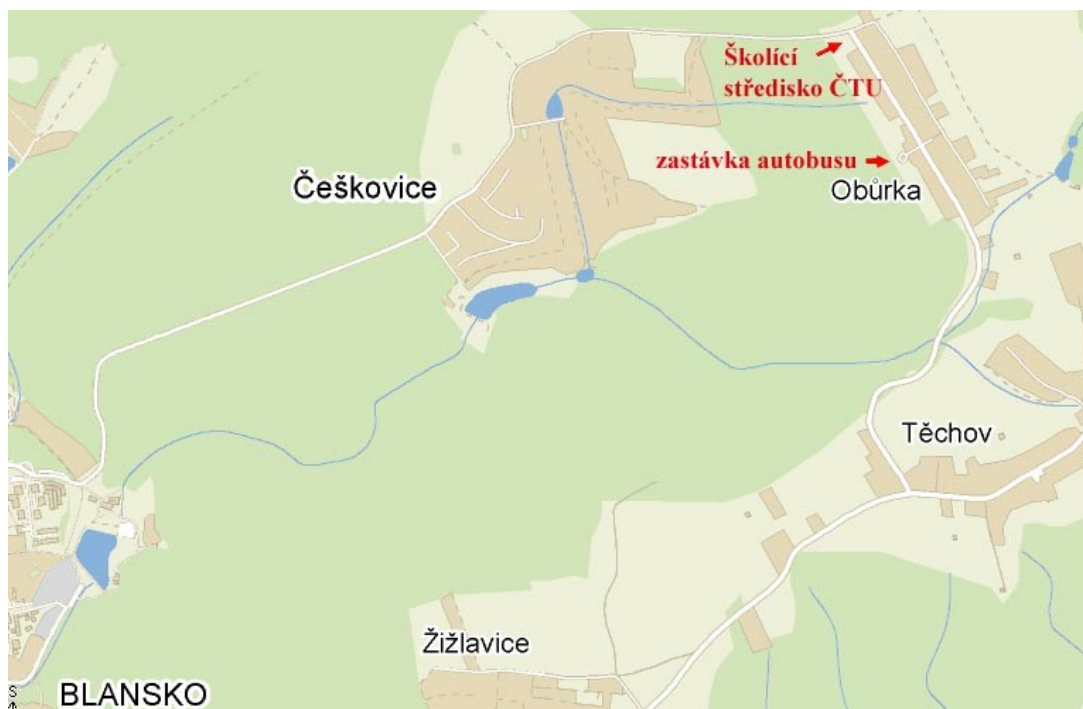 Školící
středisko ČTU
zastávka autobusu
Češkovice
Obůrka
Těchov
Žižlavice
BLANSKO
S